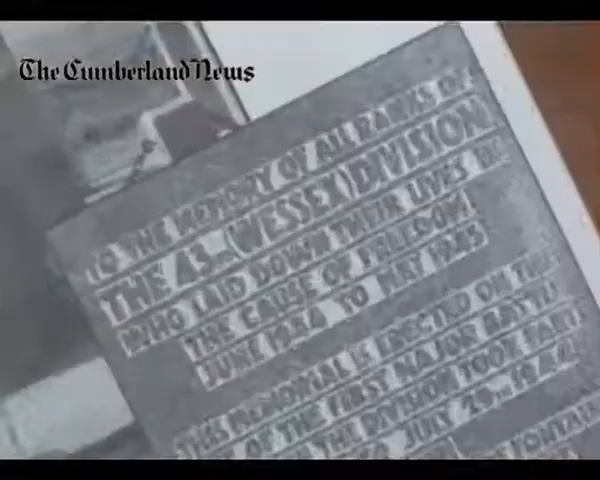 The Cumberland News
TO THE MEMORY OF ALL RANKS OF
THE 43RD (WESSEX) DIVISION
WHO LAID DOWN THEIR LIVES IN
THE CAUSE OF FREEDOM
JUNE 1944 TO MAY 1945
THIS MEMORIAL IS ERECTED ON THE
OF THE FIRST MAJOR BATTLE
THE DIVISION TOOK PART
JULY 1944